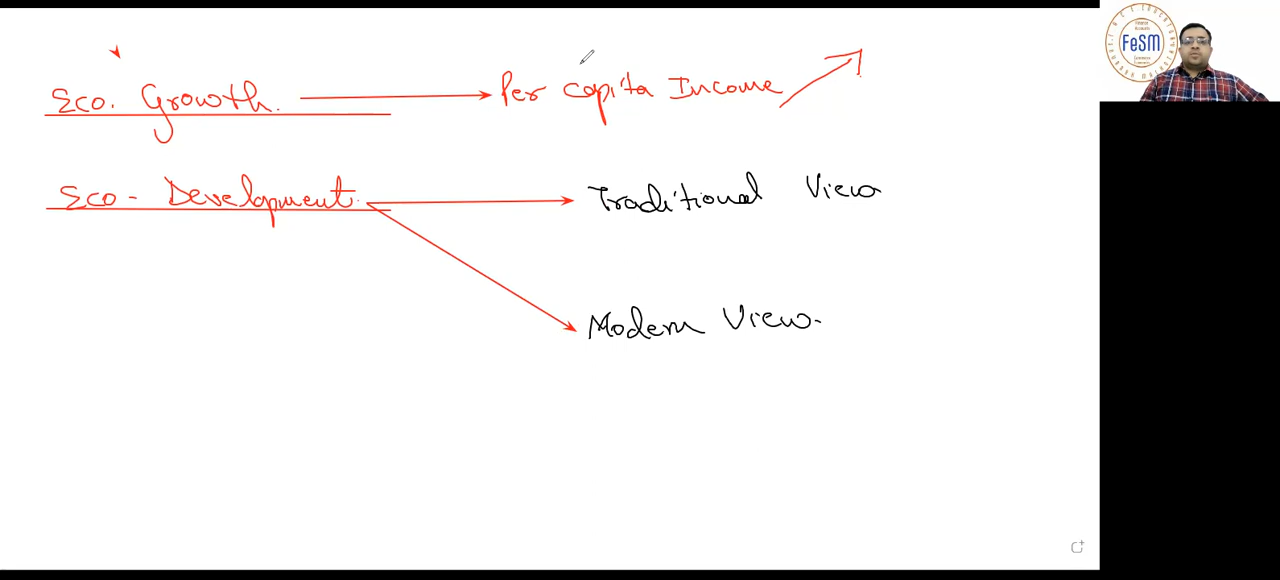 Eco. Growth. Per capita Income
Eco - Development. Traditional View
Modern View.
FeSM